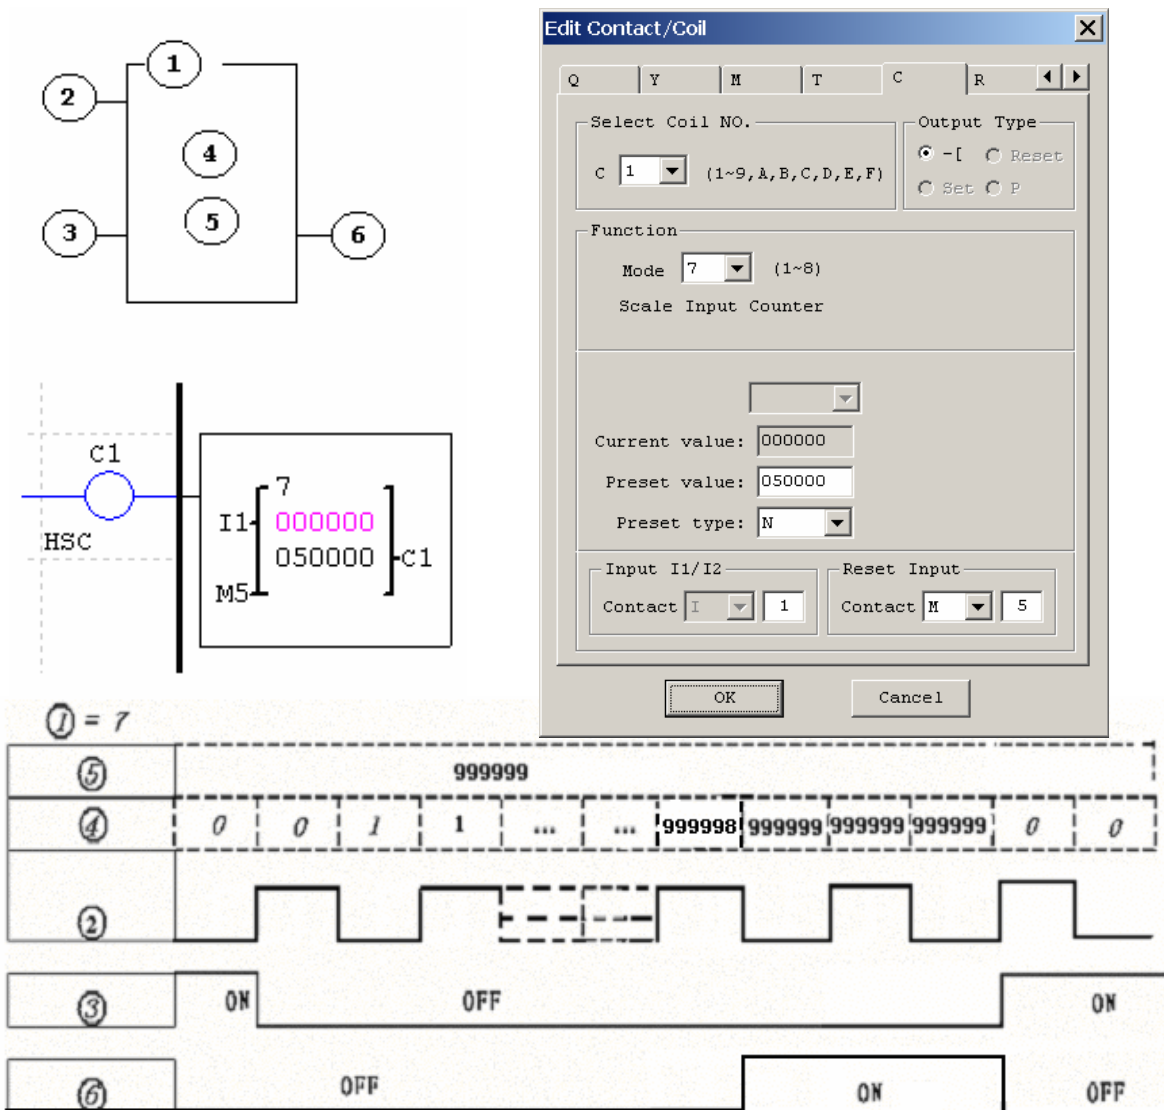 1
2
4
3
5
6
Edit Contact/Coil
Q Y M T C R
Select Coil NO.
C 1 (1~9,A,B,C,D,E,F)
Output Type
-[ Reset
Set P
Function
Mode 7 (1~8)
Scale Input Counter
Current value: 000000
Preset value: 050000
Preset type: N
Input I1/I2
Contact I 1
Reset Input
Contact M 5
OK Cancel
C1
HSC
7
I1 000000
050000 C1
M5
1 = 7
5 999999
4 0 0 1 1 ... ... 999998 999999 999999 999999 0 0
2
3 ON OFF ON
6 OFF ON OFF